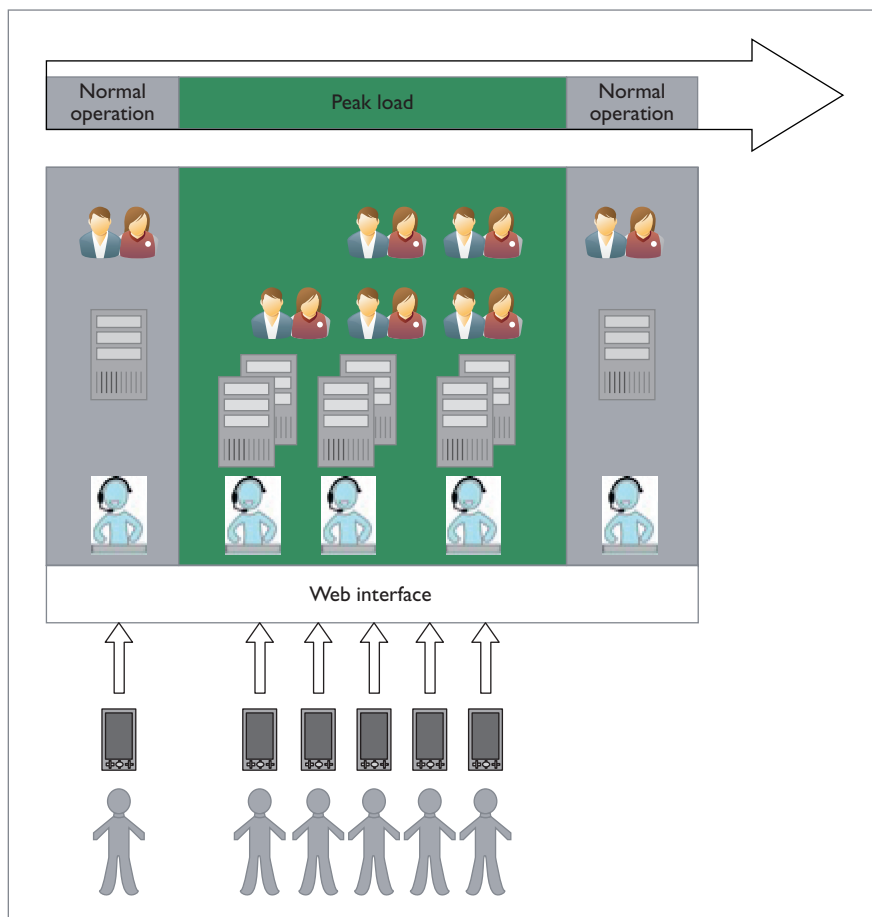 Normal
operation
Peak load
Normal
operation
Web interface